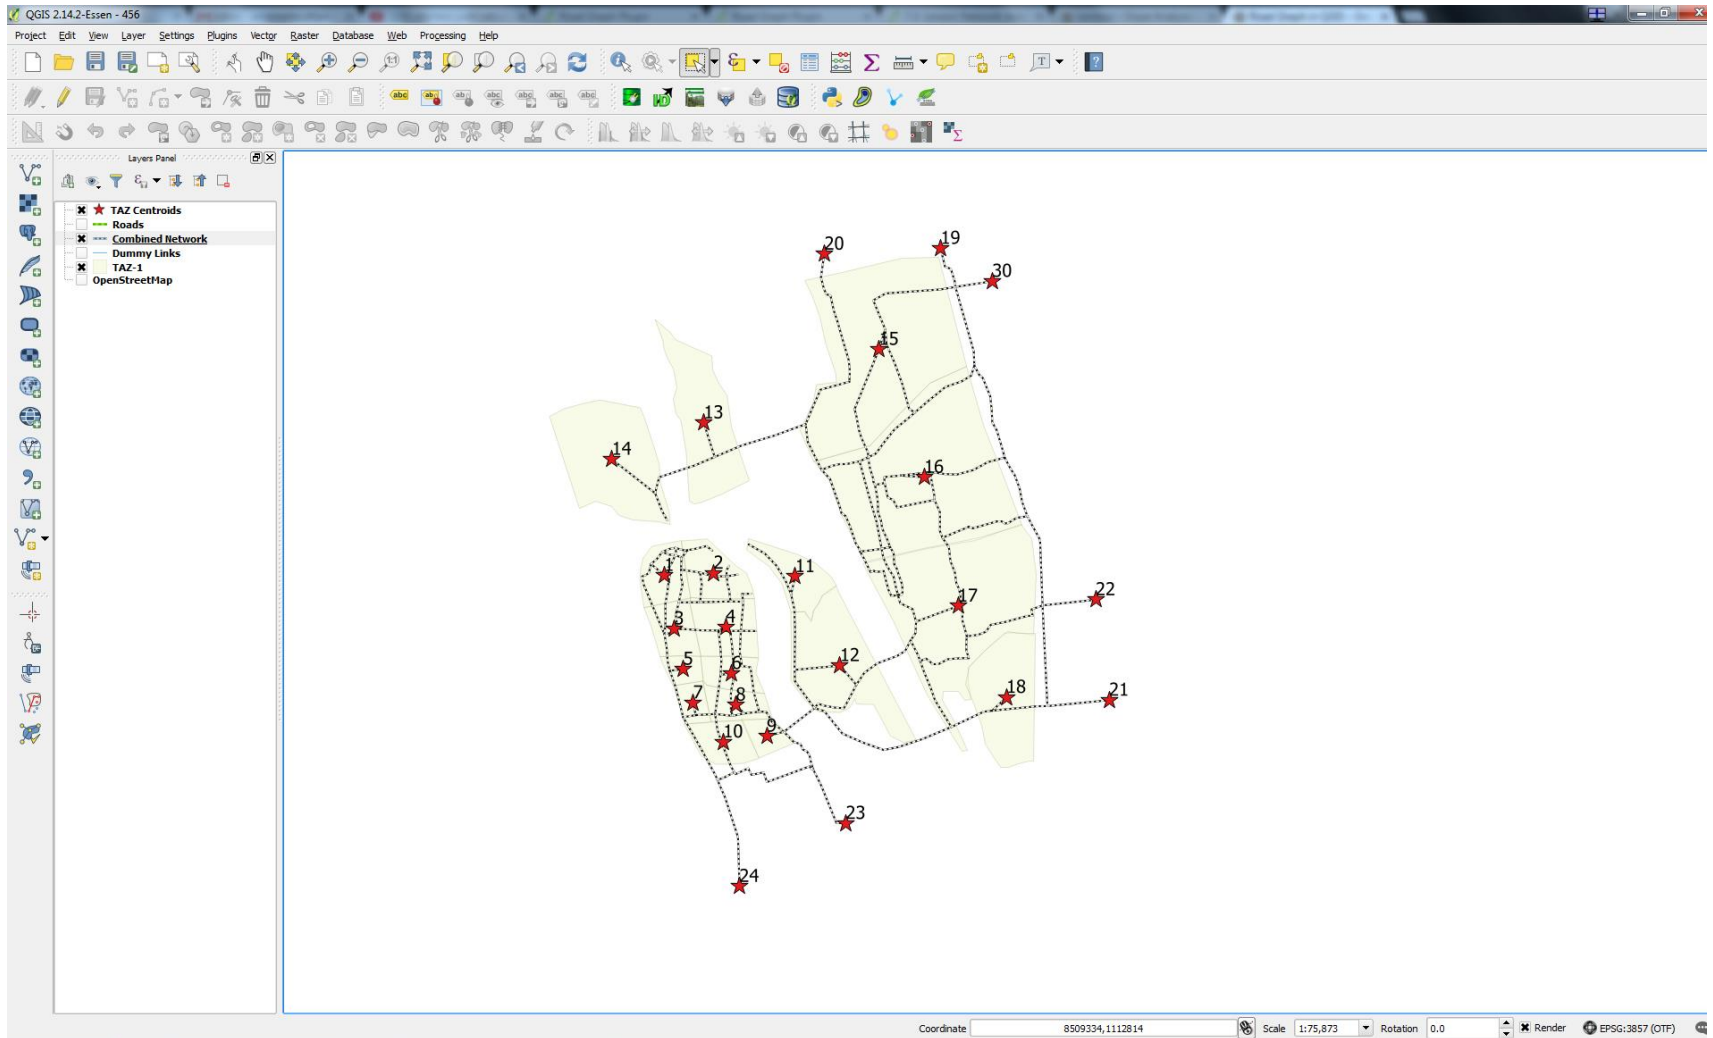 QGIS 2.14.2-Essen - 456
Project Edit View Layer Settings Plugins Vector Raster Database Web Processing Help
Layers Panel
TAZ Centroids
Roads
Combined Network
Dummy Links
TAZ-1
OpenStreetMap
20
19
30
15
13
14
16
1
2
11
22
17
3
4
12
5
6
18
21
7
8
9
10
23
24
Coordinate 8509334,1112814 Scale 1:75,873 Rotation 0.0 Render EPSG:3857 (OTF)